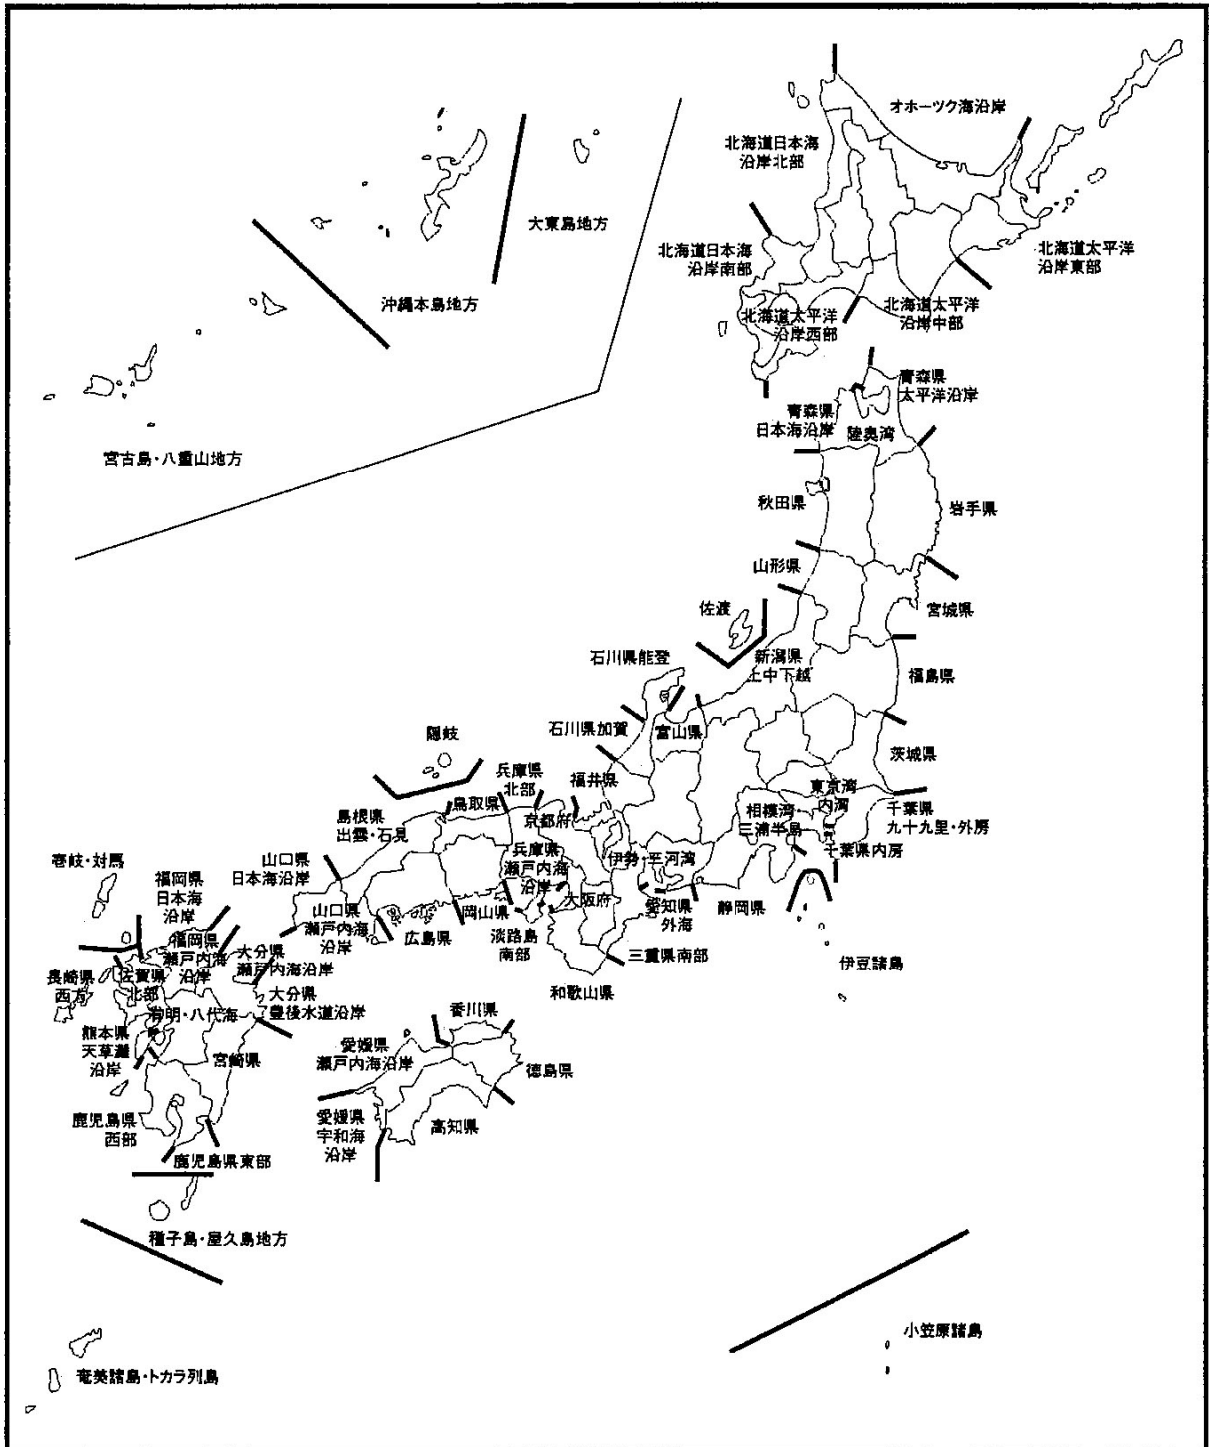 オホーツク海沿岸
北海道日本海
沿岸北部
大東島地方
北海道日本海
沿岸南部
北海道太平洋
沿岸東部
沖縄本島地方
北海道太平洋
沿岸西部
北海道太平洋
沿岸中部
青森県
太平洋沿岸
青森県
日本海沿岸
陸奥湾
宮古島・八重山地方
秋田県
岩手県
山形県
佐渡
宮城県
石川県能登
新潟県
上中下越
福島県
石川県加賀
富山県
隠岐
茨城県
兵庫県
北部
福井県
東京湾
内湾
鳥取県
京都府
相模湾
三浦半島
千葉県
九十九里・外房
島根県
出雲・石見
千葉県内房
壱岐・対馬
山口県
日本海沿岸
兵庫県
瀬戸内海
沿岸
伊勢・三河湾
福岡県
日本海
沿岸
大阪府
愛知県
外海
静岡県
山口県
瀬戸内海
沿岸
広島県
岡山県
淡路島
南部
福岡県
瀬戸内海
沿岸
大分県
瀬戸内海沿岸
三重県南部
伊豆諸島
長崎県
西方
佐賀県
北部
大分県
豊後水道沿岸
和歌山県
有明・八代海
香川県
熊本県
天草灘
沿岸
宮崎県
愛媛県
瀬戸内海沿岸
徳島県
鹿児島県
西部
愛媛県
宇和海
沿岸
高知県
鹿児島県東部
種子島・屋久島地方
小笠原諸島
奄美諸島・トカラ列島